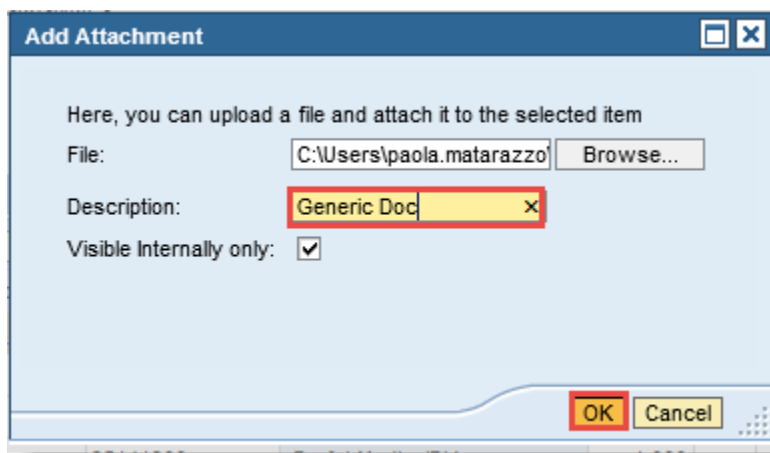 Add Attachment
Here, you can upload a file and attach it to the selected item
File: C:\Users\paola.matarazzo\ Browse...
Description: Generic Doc
Visible Internally only:
OK Cancel